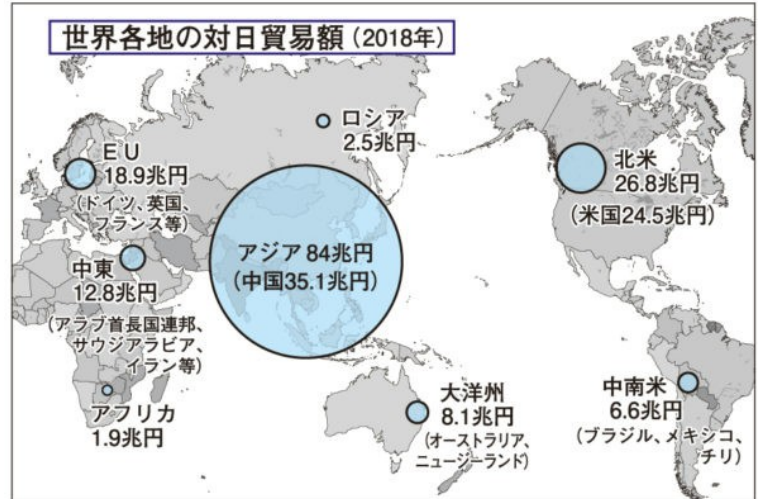 世界各地の対日貿易額(2018年)
ロシア
2.5兆円
EU
18.9兆円
(ドイツ、英国、
フランス等)
北米
26.8兆円
(米国24.5兆円)
アジア 84兆円
(中国35.1兆円)
中東
12.8兆円
(アラブ首長国連邦、
サウジアラビア、
イラン等)
アフリカ
1.9兆円
大洋州
8.1兆円
(オーストラリア、
ニュージーランド)
中南米
6.6兆円
(ブラジル、メキシコ、
チリ)